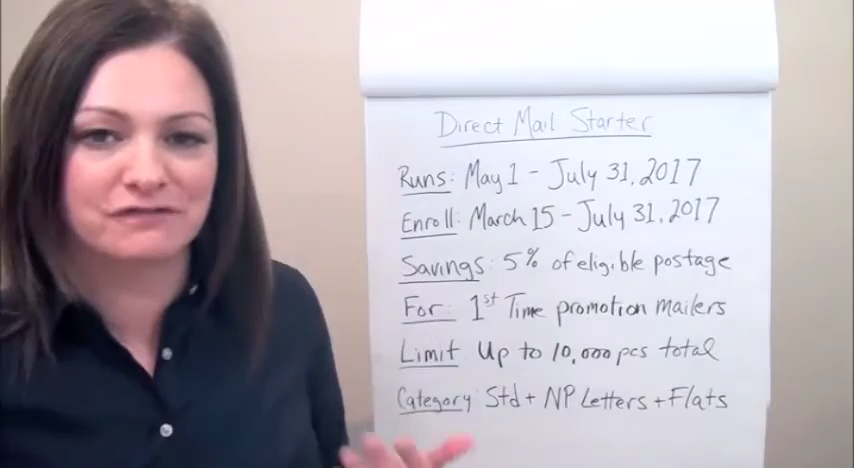 Direct Mail Starter
Runs: May 1 - July 31, 2017
Enroll: March 15 - July 31, 2017
Savings: 5% of eligible postage
For: 1st Time promotion mailers
Limit Up to 10,000 pcs total
Category Std + NP Letters + Flats